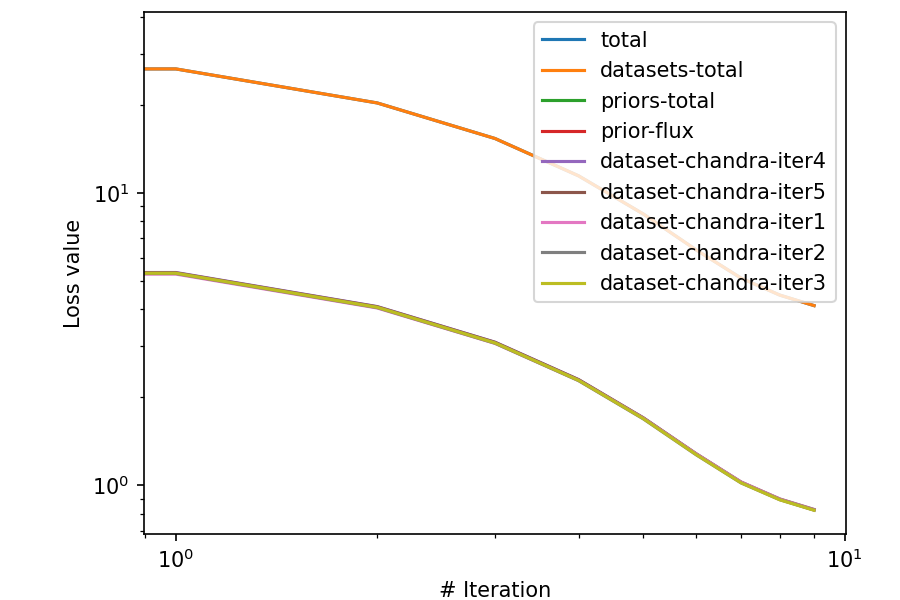 total
datasets-total
priors-total
prior-flux
dataset-chandra-iter4
dataset-chandra-iter5
dataset-chandra-iter1
dataset-chandra-iter2
dataset-chandra-iter3
Loss value
10¹
10⁰
10⁰
10¹
# Iteration